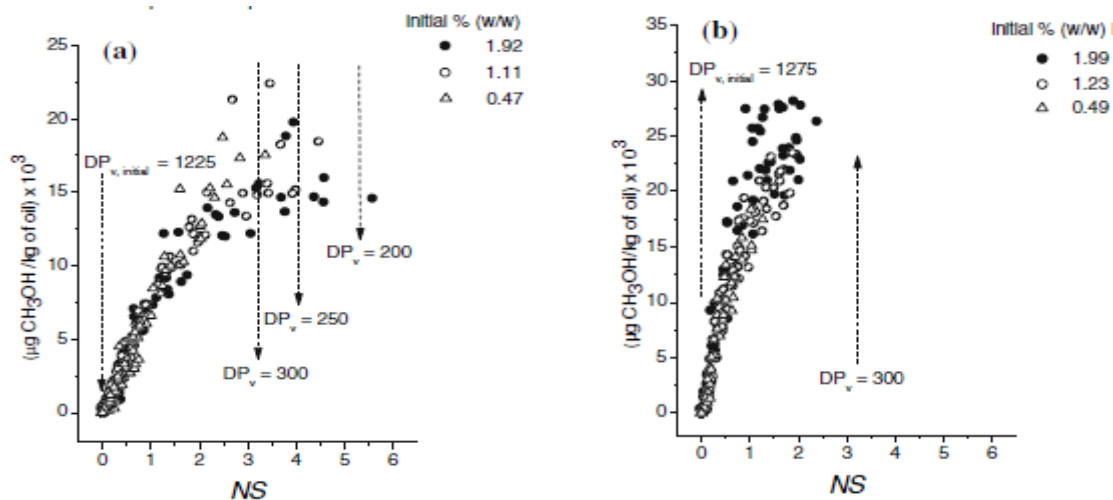 (a)
Initial % (w/w)
1.92
1.11
0.47
(µg CH3OH/kg of oil) x 10^3
25
20
15
10
5
0
DPv, initial = 1225
DPv = 200
DPv = 250
DPv = 300
0 1 2 3 4 5 6
NS
(b)
Initial % (w/w)
1.99
1.23
0.49
(µg CH3OH/kg of oil) x 10^3
35
30
25
20
15
10
5
0
DPv, initial = 1275
DPv = 300
0 1 2 3 4 5 6
NS